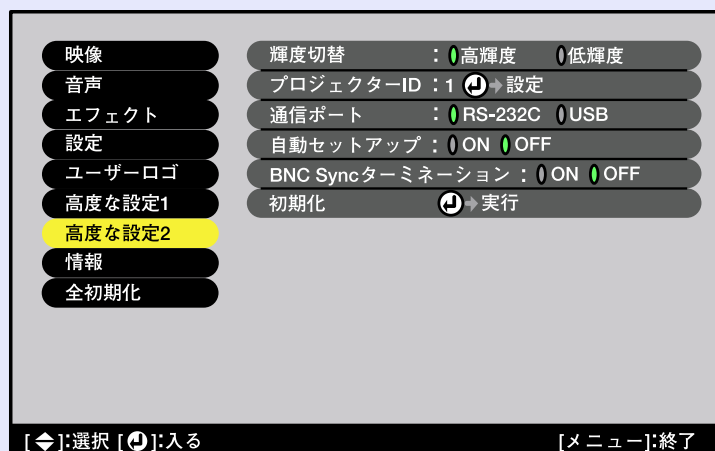 映像
音声
エフェクト
設定
ユーザーロゴ
高度な設定1
高度な設定2
情報
全初期化
輝度切替 : 高輝度 低輝度
プロジェクターID : 1 設定
通信ポート : RS-232C USB
自動セットアップ : ON OFF
BNC Syncターミネーション : ON OFF
初期化 実行
[ ]:選択 [ ]:入る [メニュー]:終了